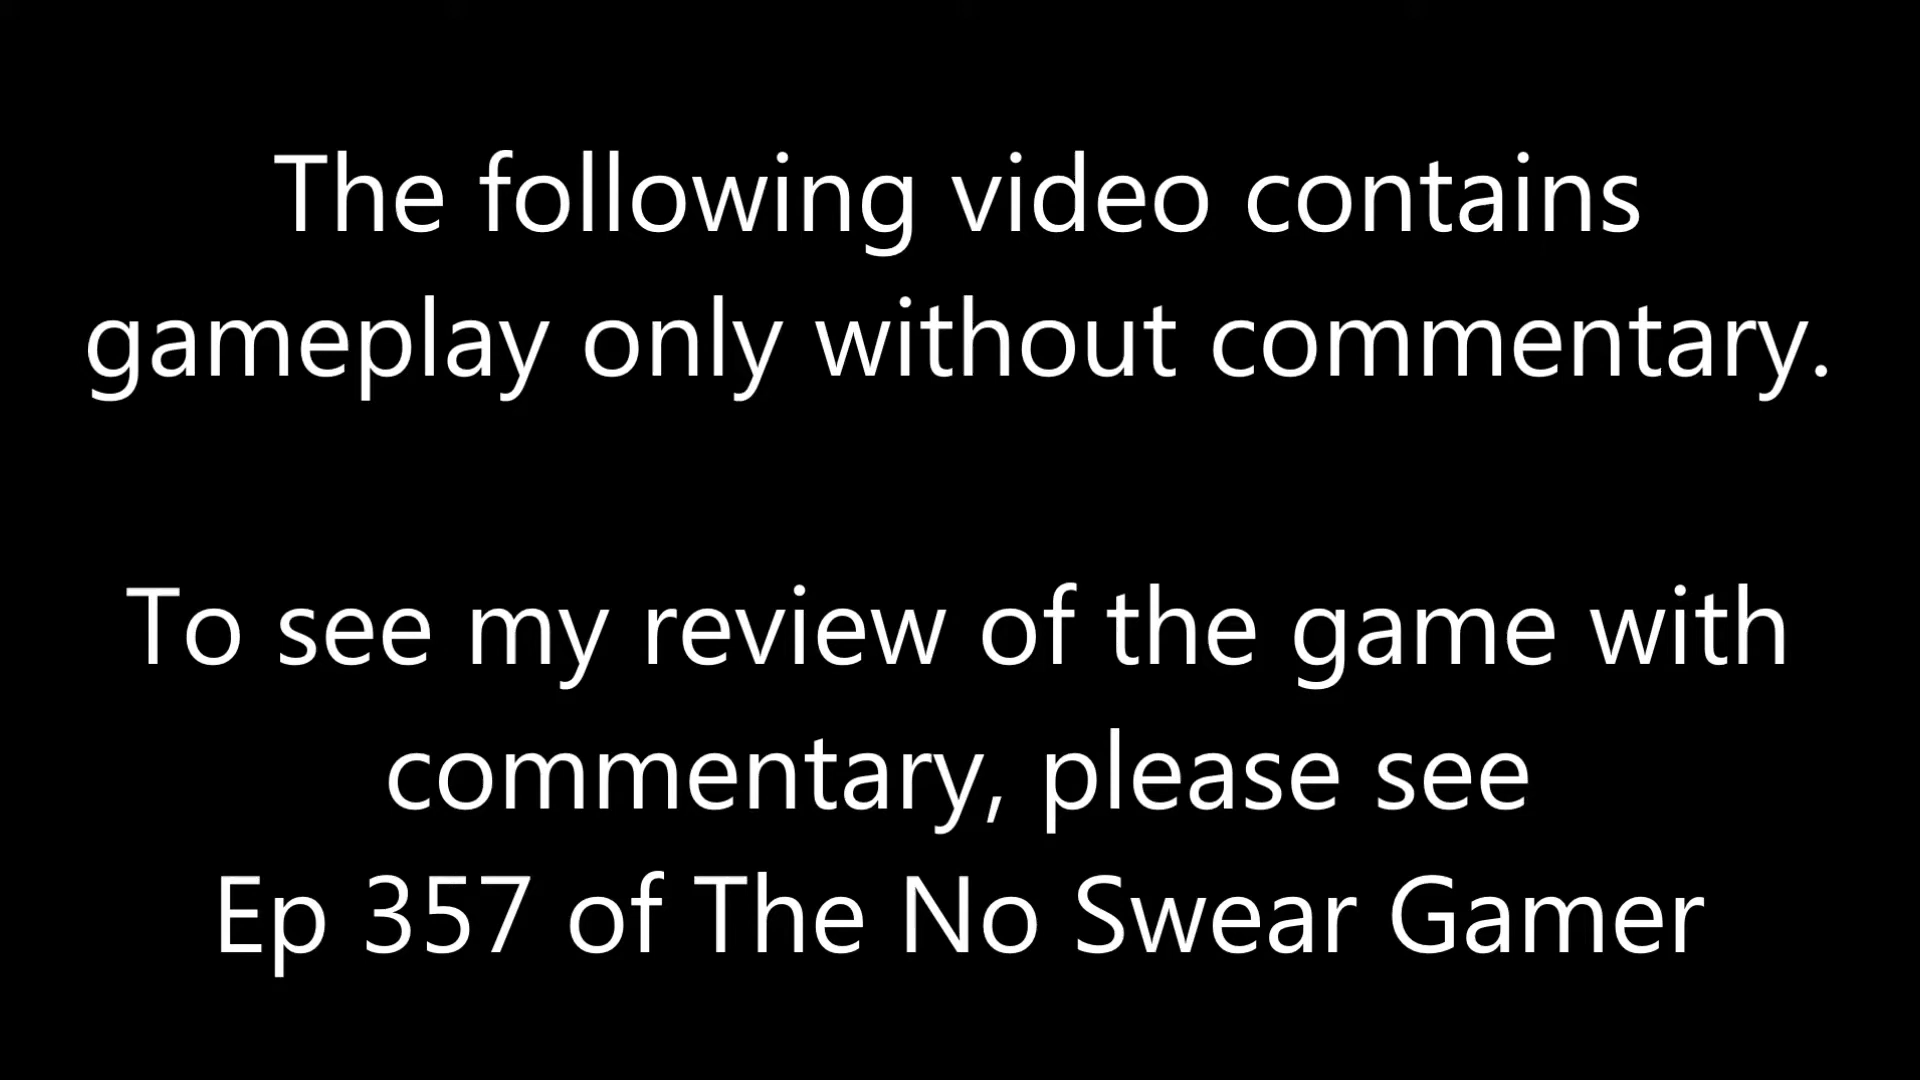 The following video contains
gameplay only without commentary.
To see my review of the game with
commentary, please see
Ep 357 of The No Swear Gamer